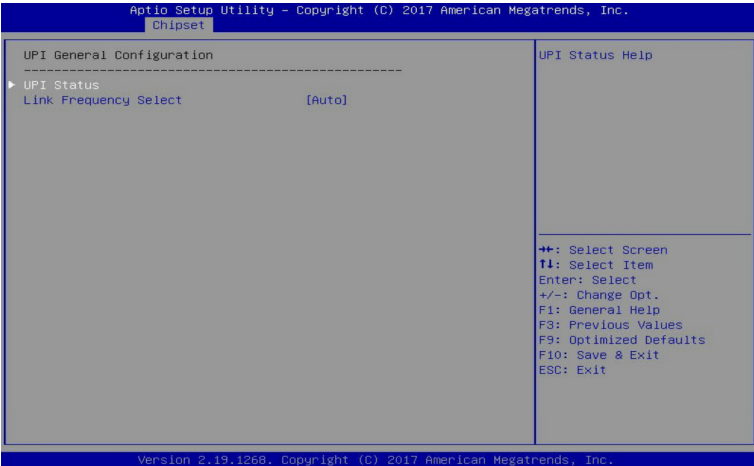 Aptio Setup Utility – Copyright (C) 2017 American Megatrends, Inc.
Chipset
UPI General Configuration
------------------------------------------------
▶ UPI Status
Link Frequency Select [Auto]
UPI Status Help
→←: Select Screen
↑↓: Select Item
Enter: Select
+/-: Change Opt.
F1: General Help
F3: Previous Values
F9: Optimized Defaults
F10: Save & Exit
ESC: Exit
Version 2.19.1268. Copyright (C) 2017 American Megatrends, Inc.